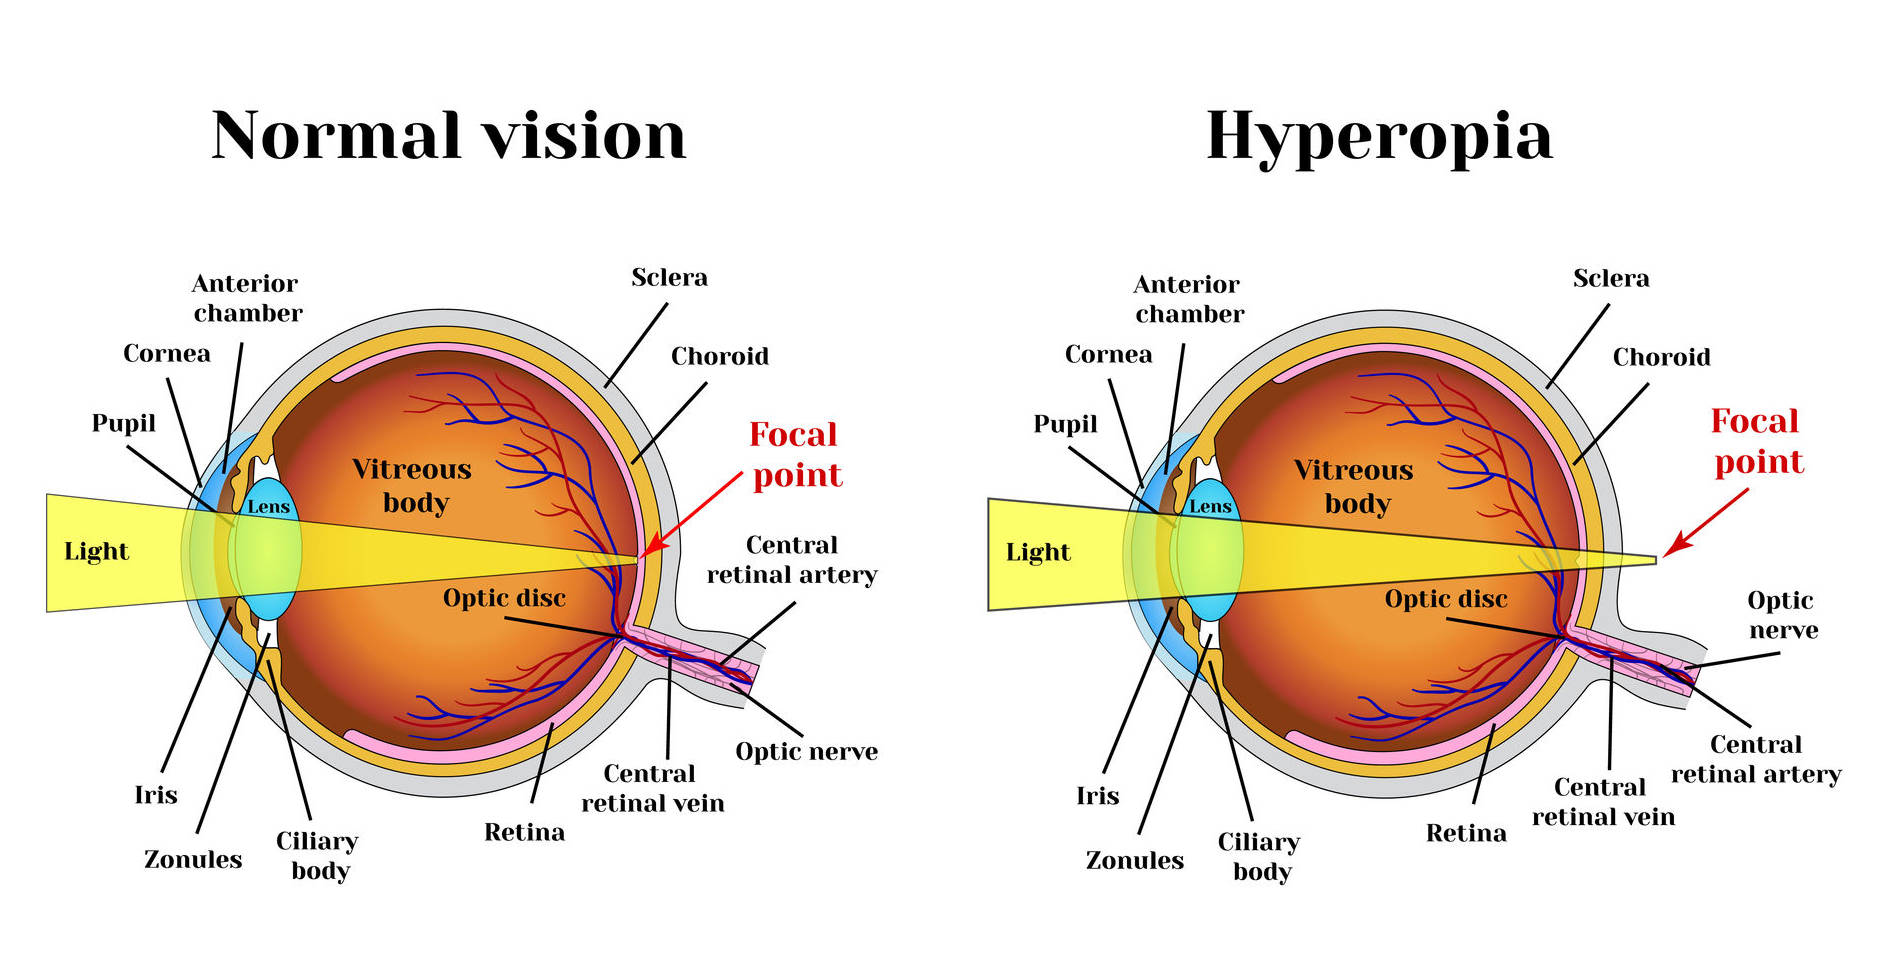 Normal vision
Anterior
chamber
Cornea
Pupil
Light
Lens
Vitreous
body
Sclera
Choroid
Focal
point
Central
retinal artery
Optic disc
Optic nerve
Central
retinal vein
Retina
Ciliary
body
Zonules
Iris
Hyperopia
Anterior
chamber
Cornea
Pupil
Light
Lens
Vitreous
body
Sclera
Choroid
Focal
point
Optic
nerve
Optic disc
Central
retinal artery
Central
retinal vein
Retina
Ciliary
body
Zonules
Iris